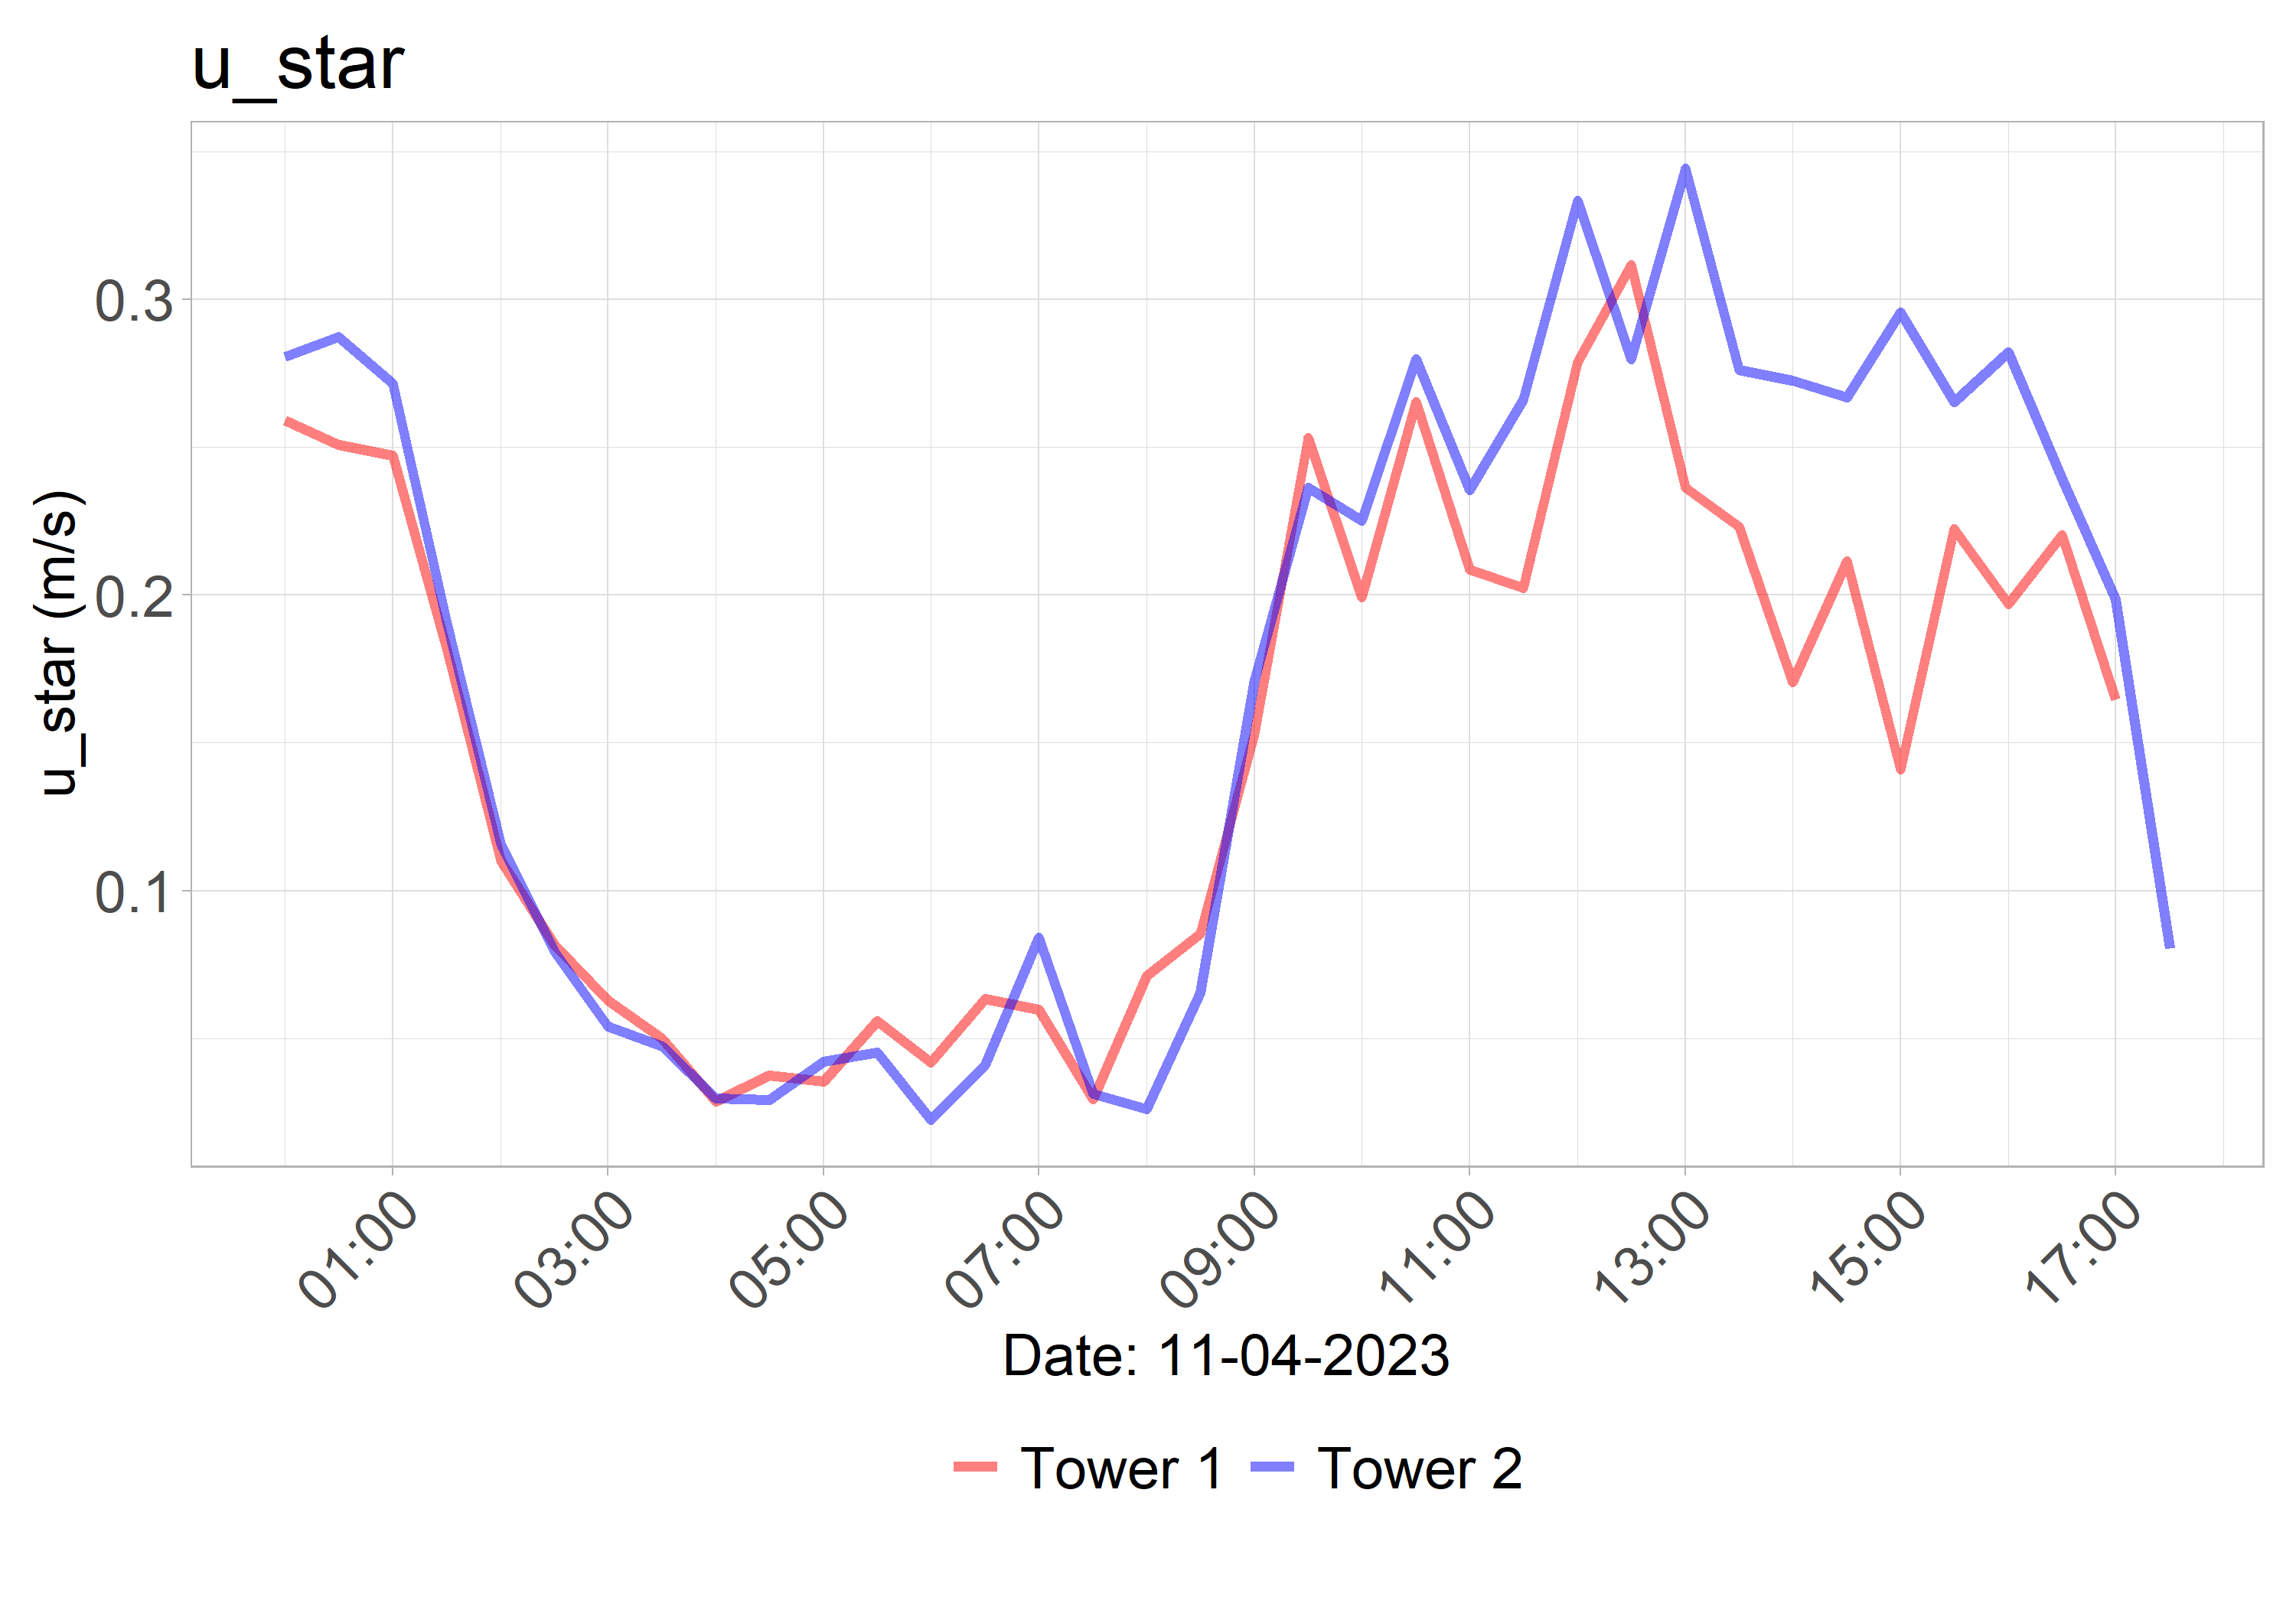 u_star
u_star (m/s)
0.3
0.2
0.1
01:00 03:00 05:00 07:00 09:00 11:00 13:00 15:00 17:00
Date: 11-04-2023
Tower 1 Tower 2